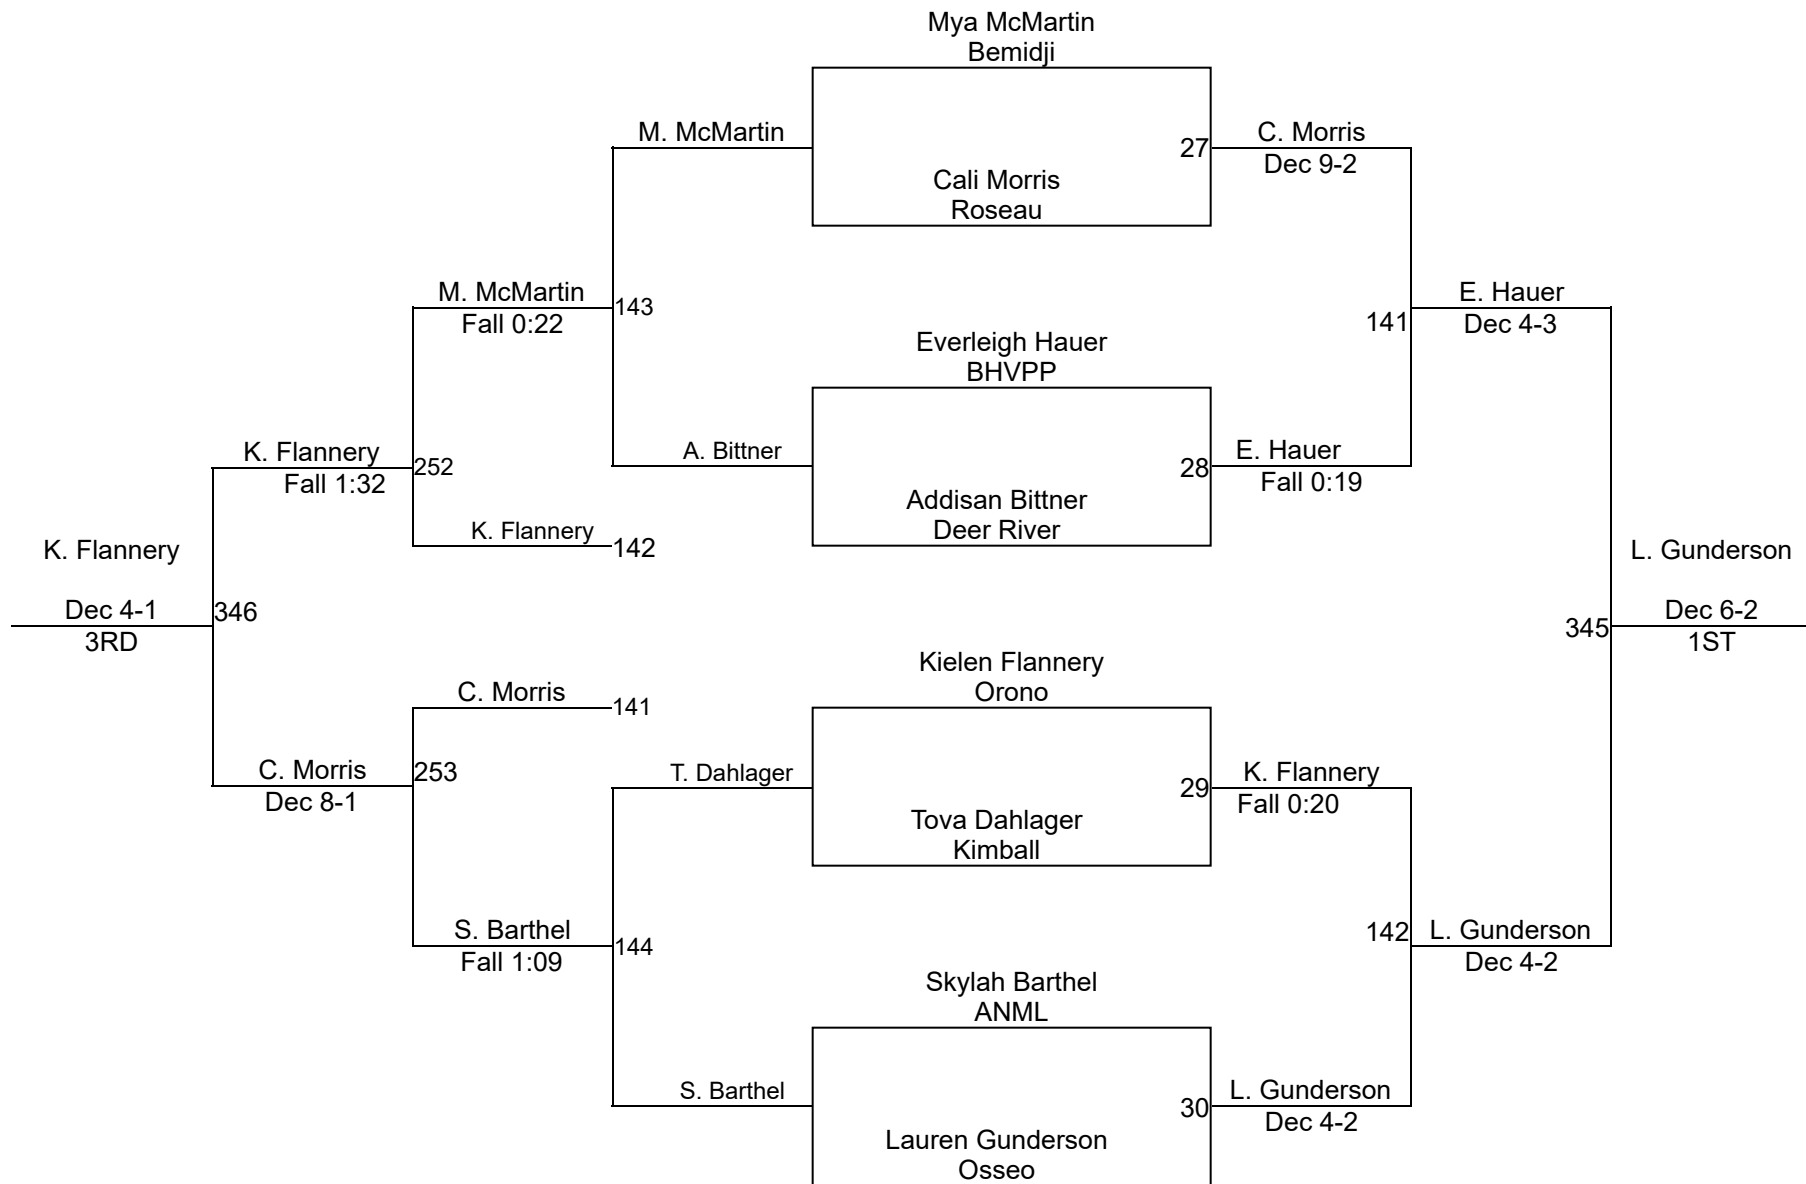 Mya McMartin
Bemidji
M. McMartin
27
C. Morris
Dec 9-2
Cali Morris
Roseau
M. McMartin
Fall 0:22
143
141
E. Hauer
Dec 4-3
Everleigh Hauer
BHVPP
K. Flannery
Fall 1:32
252
A. Bittner
28
E. Hauer
Fall 0:19
Addisan Bittner
Deer River
K. Flannery
142
K. Flannery
Dec 4-1
3RD
346
L. Gunderson
345
Dec 6-2
1ST
Kielen Flannery
Orono
C. Morris
141
C. Morris
Dec 8-1
253
T. Dahlager
29
K. Flannery
Fall 0:20
Tova Dahlager
Kimball
S. Barthel
Fall 1:09
144
142
L. Gunderson
Dec 4-2
Skylah Barthel
ANML
S. Barthel
30
L. Gunderson
Dec 4-2
Lauren Gunderson
Osseo